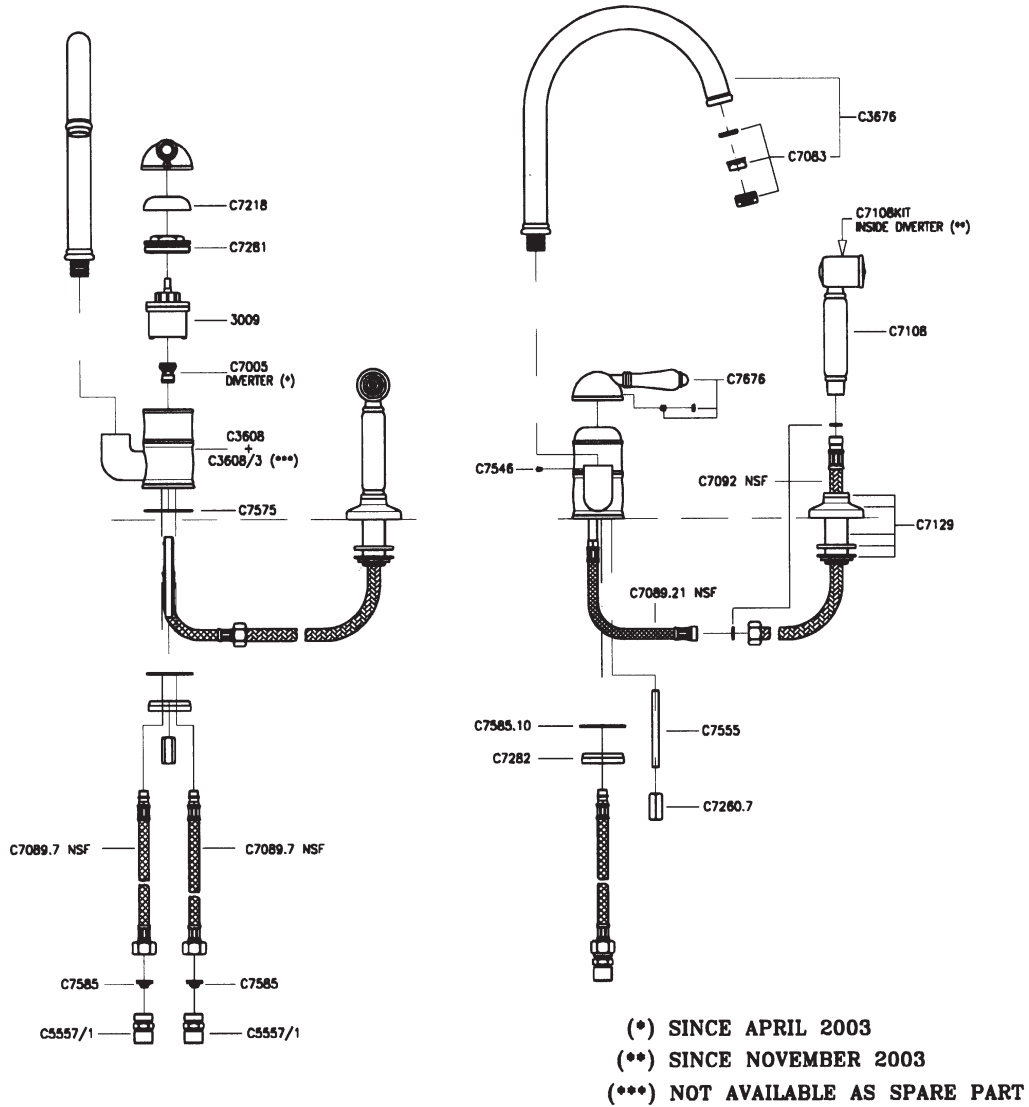 C3676
C7083
C7218
C7281
C7108KIT
INSIDE DIVERTER (**)
3009
C7108
C7005
DIVERTER (*)
C7676
C3608
+
C3608/3 (***)
C7546
C7092 NSF
C7575
C7129
C7089.21 NSF
C7585.10
C7555
C7282
C7260.7
C7089.7 NSF
C7089.7 NSF
C7585
C7585
C5557/1
C5557/1
(*) SINCE APRIL 2003
(**) SINCE NOVEMBER 2003
(***) NOT AVAILABLE AS SPARE PART